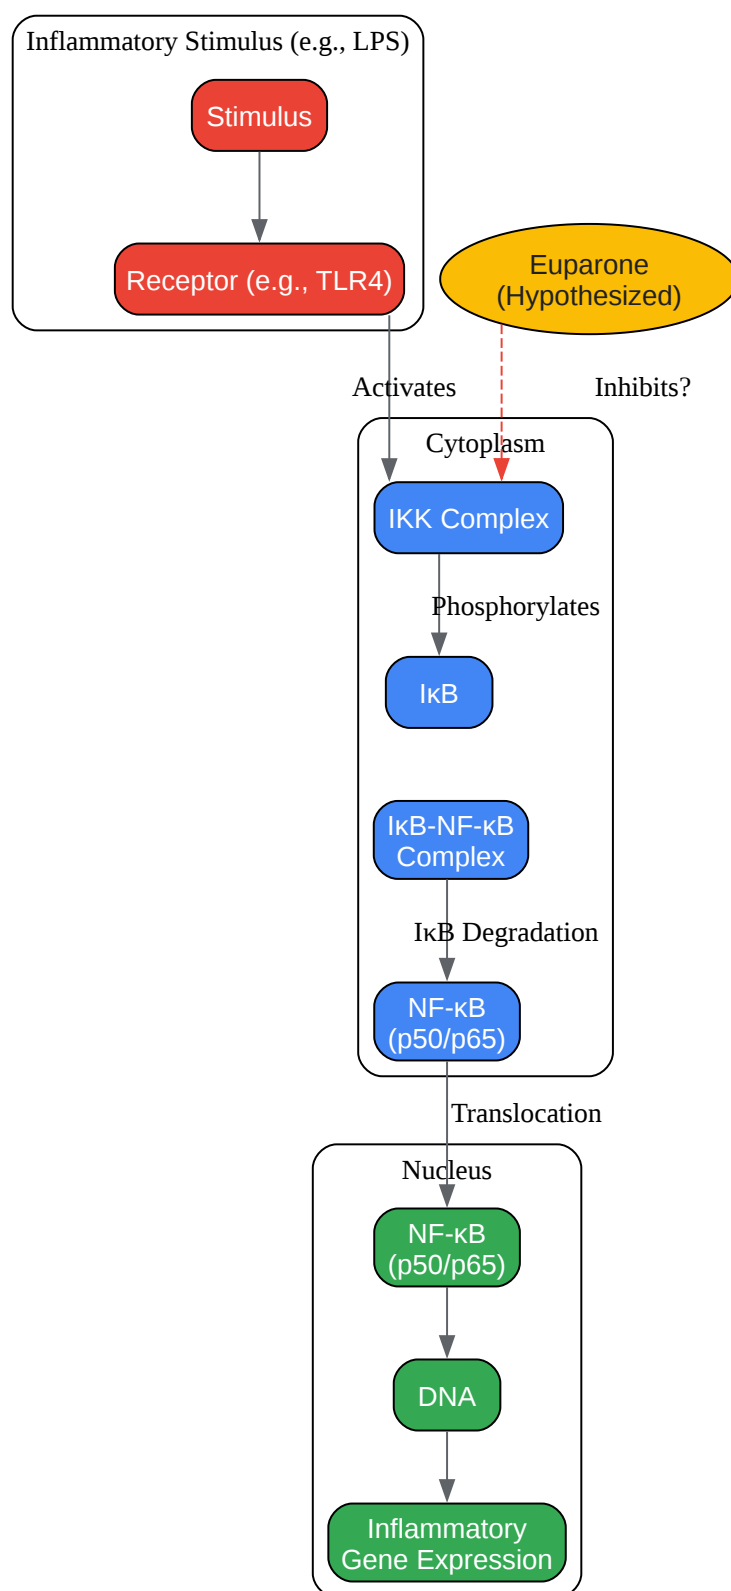 Inflammatory Stimulus (e.g., LPS)
Stimulus
Receptor (e.g., TLR4)
Euparone
(Hypothesized)
Activates
Inhibits?
Cytoplasm
IKK Complex
Phosphorylates
IκB
IκB-NF-κB
Complex
IκB Degradation
NF-κB
(p50/p65)
Translocation
Nucleus
NF-κB
(p50/p65)
DNA
Inflammatory
Gene Expression